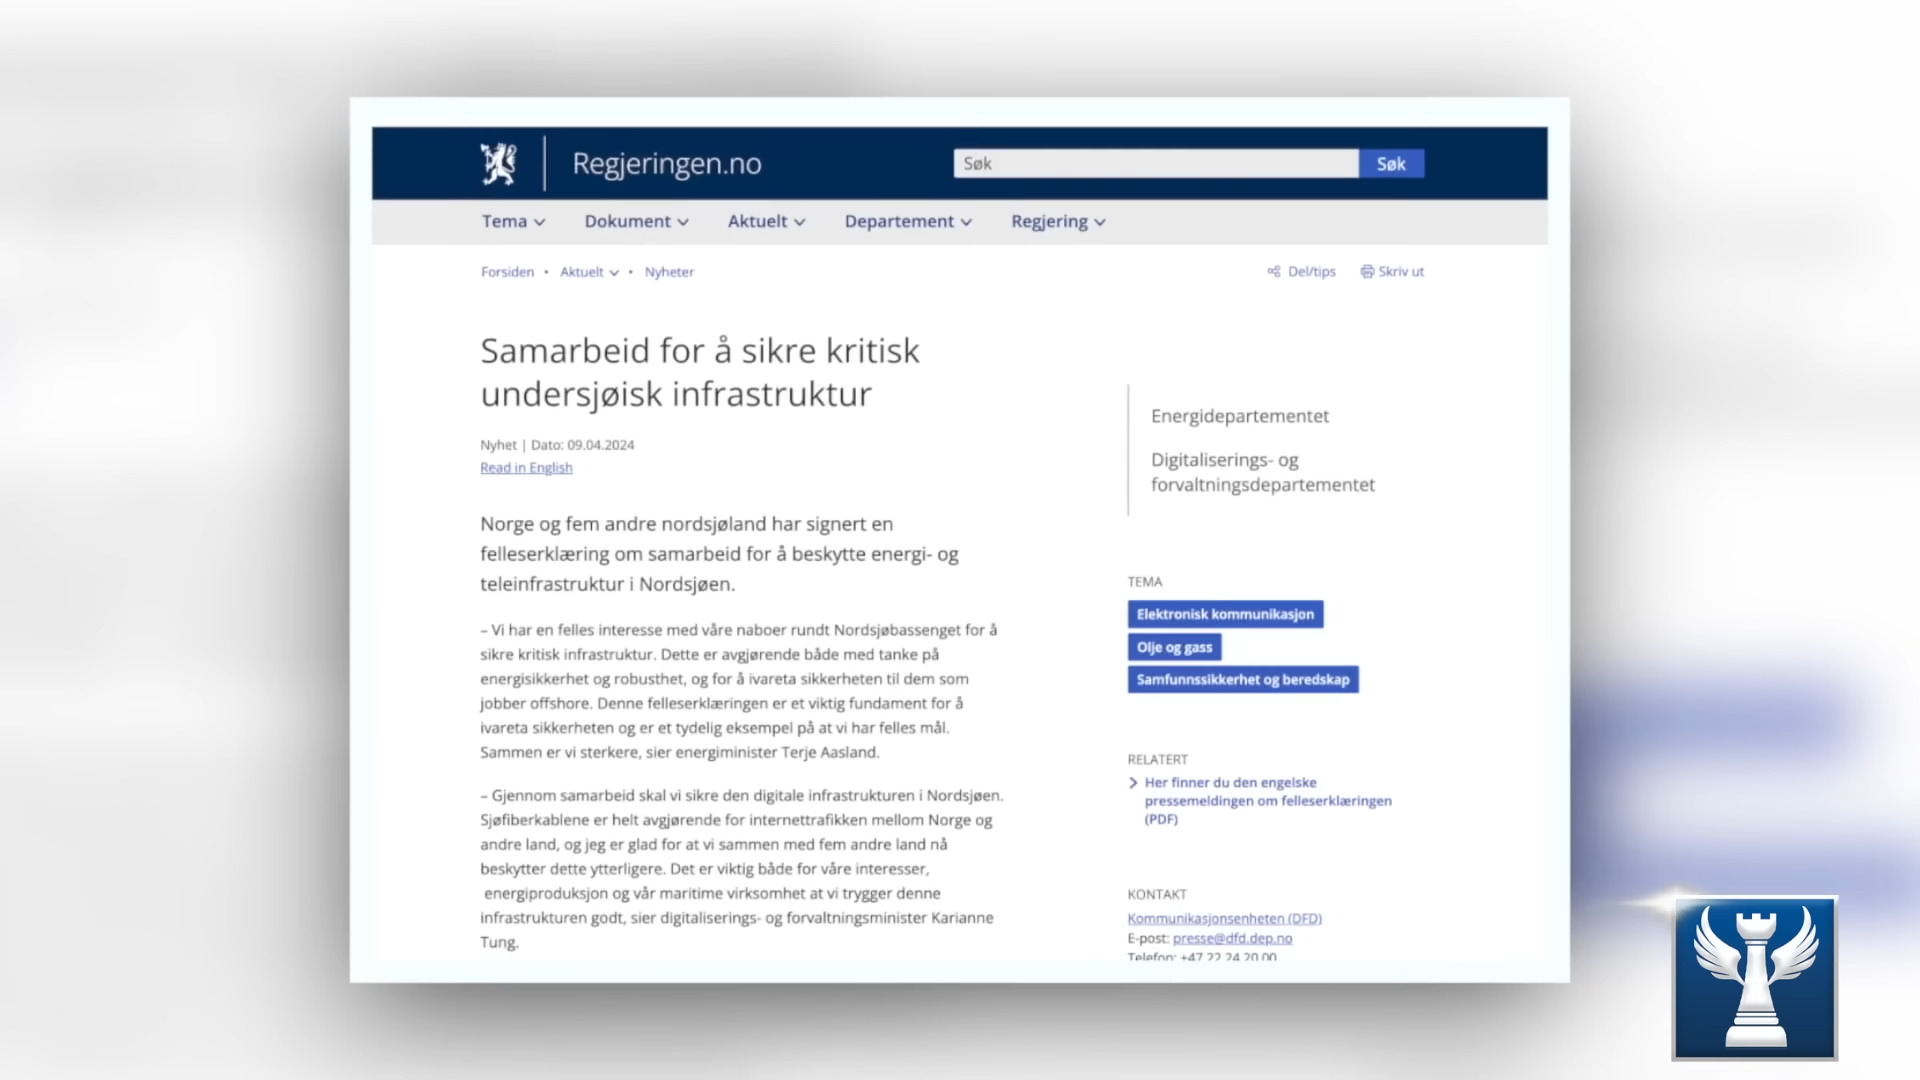 Regjeringen.no
Søk
Søk
Tema
Dokument
Aktuelt
Departement
Regjering
Forsiden • Aktuelt • Nyheter
Del/tips
Skriv ut
Samarbeid for å sikre kritisk
undersjøisk infrastruktur
Nyhet | Dato: 09.04.2024
Read in English
Norge og fem andre nordsjøland har signert en
felleserklæring om samarbeid for å beskytte energi- og
teleinfrastruktur i Nordsjøen.
– Vi har en felles interesse med våre naboer rundt Nordsjøbassenget for å
sikre kritisk infrastruktur. Dette er avgjørende både med tanke på
energisikkerhet og robusthet, og for å ivareta sikkerheten til dem som
jobber offshore. Denne felleserklæringen er et viktig fundament for å
ivareta sikkerheten og er et tydelig eksempel på at vi har felles mål.
Sammen er vi sterkere, sier energiminister Terje Aasland.
– Gjennom samarbeid skal vi sikre den digitale infrastrukturen i Nordsjøen.
Sjøfiberkablene er helt avgjørende for internettrafikken mellom Norge og
andre land, og jeg er glad for at vi sammen med fem andre land nå
beskytter dette ytterligere. Det er viktig både for våre interesser,
energiproduksjon og vår maritime virksomhet at vi trygger denne
infrastrukturen godt, sier digitaliserings- og forvaltningsminister Karianne
Tung.
Energidepartementet
Digitaliserings- og
forvaltningsdepartementet
TEMA
Elektronisk kommunikasjon
Olje og gass
Samfunnssikkerhet og beredskap
RELATERT
Her finner du den engelske
pressemeldingen om felleserklæringen
(PDF)
KONTAKT
Kommunikasjonsenheten (DFD)
E-post: presse@dfd.dep.no
Telefon: +47 22 24 20 00